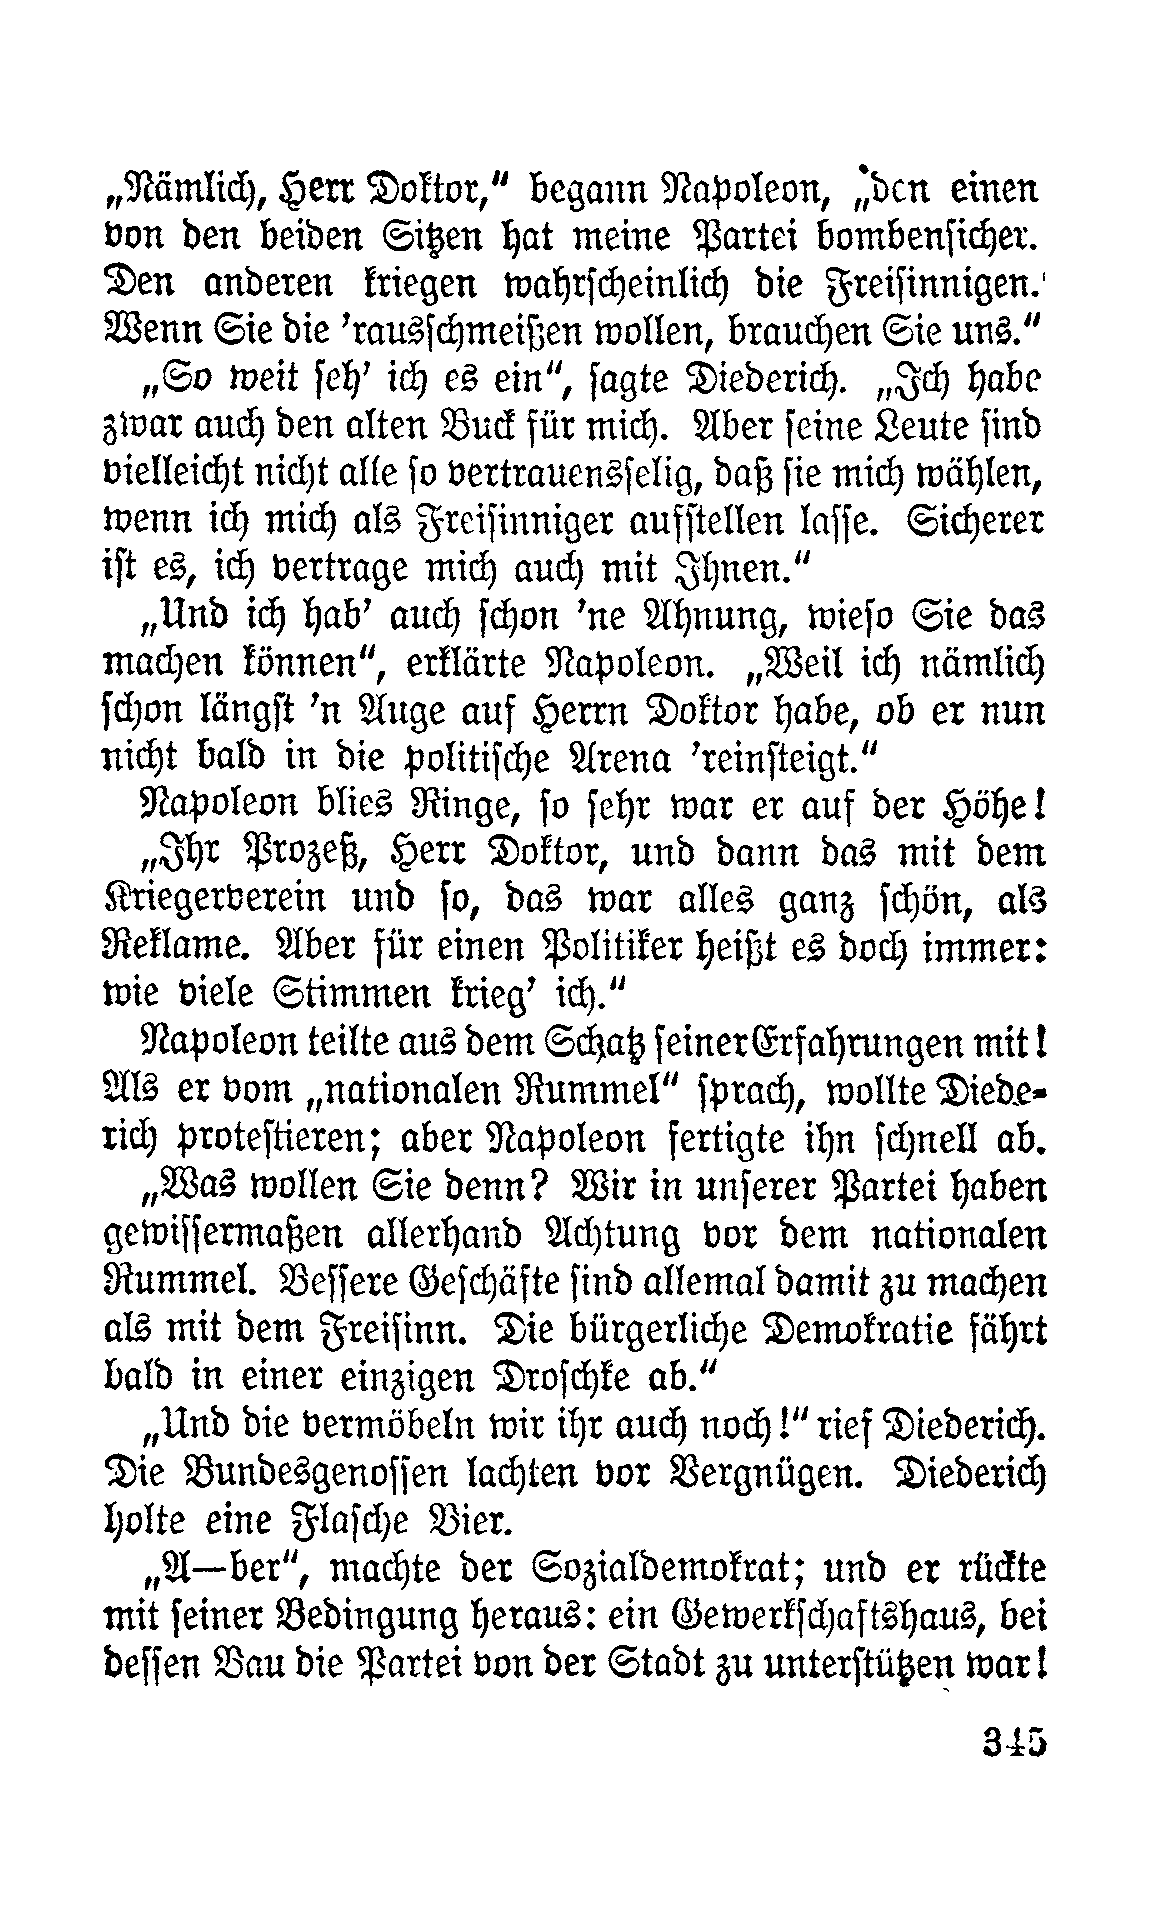 „Nämlich, Herr Doktor,“ begann Napoleon, „den einen
von den beiden Sitzen hat meine Partei bombensicher.
Den anderen kriegen wahrscheinlich die Freisinnigen.
Wenn Sie die ’rausschmeißen wollen, brauchen Sie uns.“
„So weit seh’ ich es ein“, sagte Diederich. „Ich habe
zwar auch den alten Buck für mich. Aber seine Leute sind
vielleicht nicht alle so vertrauensselig, daß sie mich wählen,
wenn ich mich als Freisinniger aufstellen lasse. Sicherer
ist es, ich vertrage mich auch mit Ihnen.“
„Und ich hab’ auch schon ’ne Ahnung, wieso Sie das
machen können“, erklärte Napoleon. „Weil ich nämlich
schon längst ’n Auge auf Herrn Doktor habe, ob er nun
nicht bald in die politische Arena ’reinsteigt.“
Napoleon blies Ringe, so sehr war er auf der Höhe!
„Ihr Prozeß, Herr Doktor, und dann das mit dem
Kriegerverein und so, das war alles ganz schön, als
Reklame. Aber für einen Politiker heißt es doch immer:
wie viele Stimmen krieg’ ich.“
Napoleon teilte aus dem Schatz seiner Erfahrungen mit!
Als er vom „nationalen Rummel“ sprach, wollte Diede-
rich protestieren; aber Napoleon fertigte ihn schnell ab.
„Was wollen Sie denn? Wir in unserer Partei haben
gewissermaßen allerhand Achtung vor dem nationalen
Rummel. Bessere Geschäfte sind allemal damit zu machen
als mit dem Freisinn. Die bürgerliche Demokratie fährt
bald in einer einzigen Droschke ab.“
„Und die vermöbeln wir ihr auch noch!“ rief Diederich.
Die Bundesgenossen lachten vor Vergnügen. Diederich
holte eine Flasche Bier.
„A—ber“, machte der Sozialdemokrat; und er rückte
mit seiner Bedingung heraus: ein Gewerkschaftshaus, bei
dessen Bau die Partei von der Stadt zu unterstützen war!
345